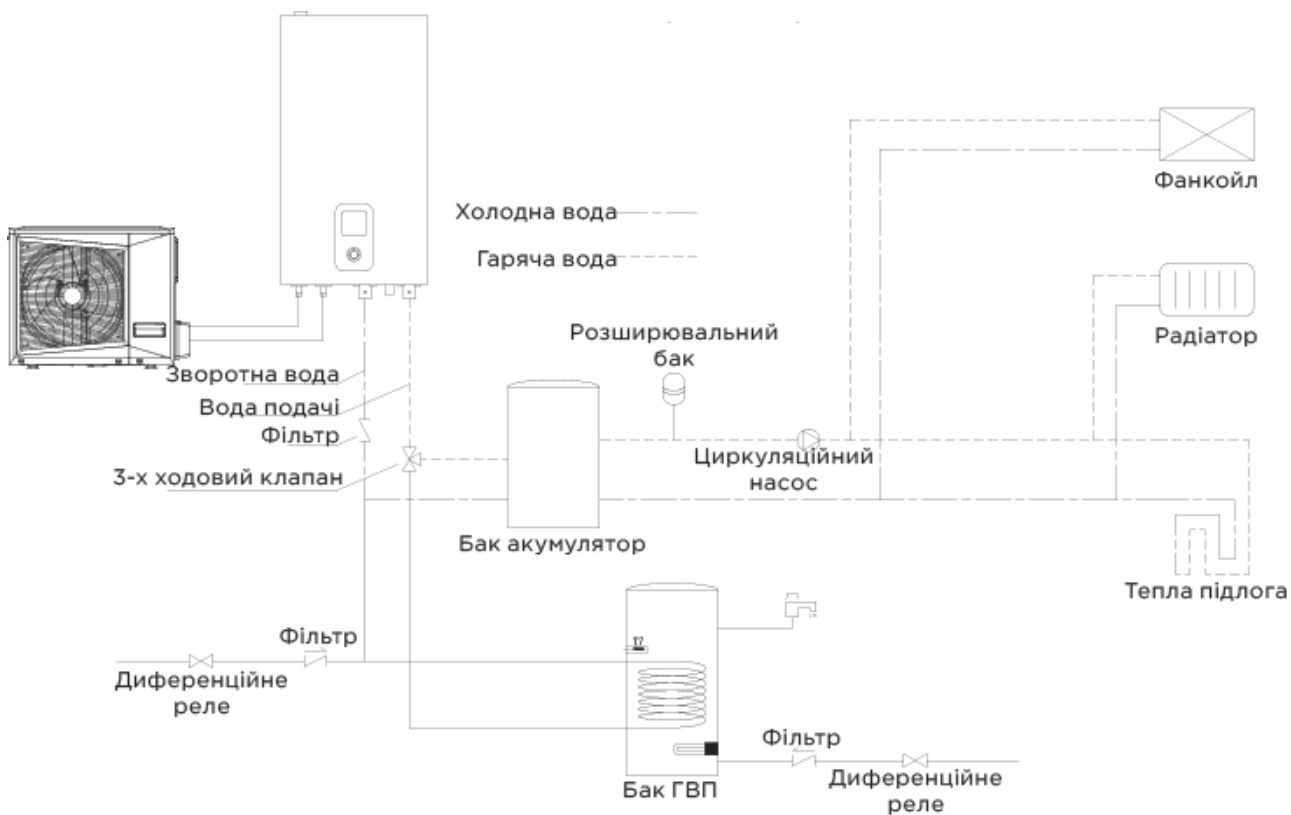 Фанкойл
Холодна вода
Гаряча вода
Розширювальний
бак
Радіатор
Зворотна вода
Вода подачі
Фільтр
3-х ходовий клапан
Циркуляційний
насос
Бак акумулятор
Тепла підлога
Фільтр
Диференційне
реле
Фільтр
Бак ГВП
Диференційне
реле